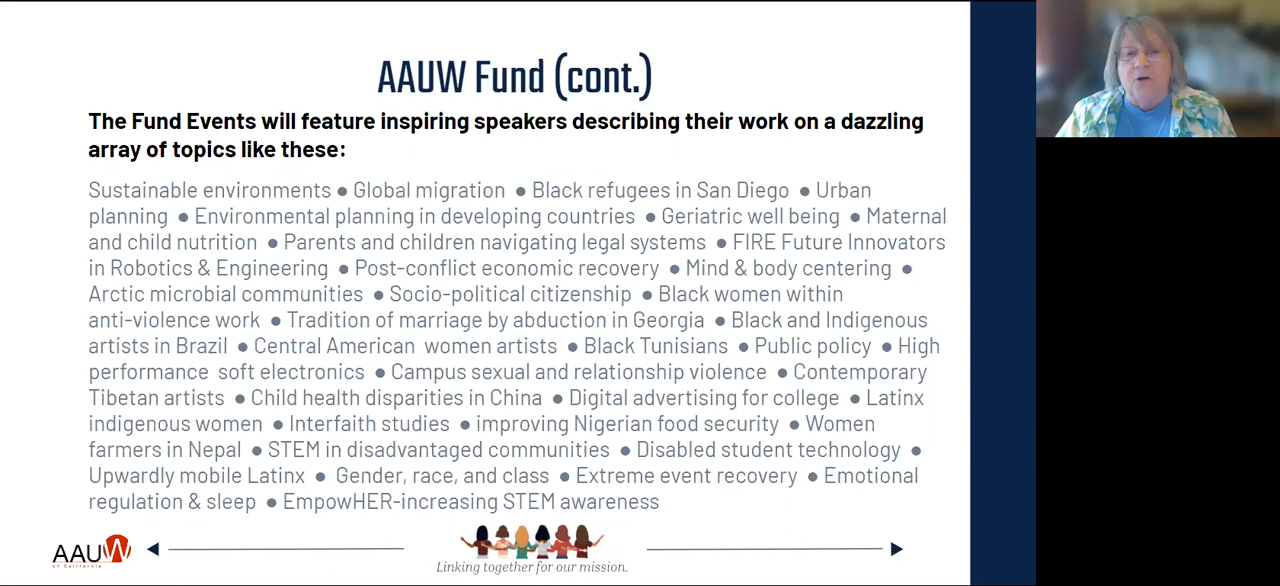 AAUW Fund (cont.)
The Fund Events will feature inspiring speakers describing their work on a dazzling
array of topics like these:
Sustainable environments ● Global migration ● Black refugees in San Diego ● Urban
planning ● Environmental planning in developing countries ● Geriatric well being ● Maternal
and child nutrition ● Parents and children navigating legal systems ● FIRE Future Innovators
in Robotics & Engineering ● Post-conflict economic recovery ● Mind & body centering ●
Arctic microbial communities ● Socio-political citizenship ● Black women within
anti-violence work ● Tradition of marriage by abduction in Georgia ● Black and Indigenous
artists in Brazil ● Central American women artists ● Black Tunisians ● Public policy ● High
performance soft electronics ● Campus sexual and relationship violence ● Contemporary
Tibetan artists ● Child health disparities in China ● Digital advertising for college ● Latinx
indigenous women ● Interfaith studies ● improving Nigerian food security ● Women
farmers in Nepal ● STEM in disadvantaged communities ● Disabled student technology ●
Upwardly mobile Latinx ● Gender, race, and class ● Extreme event recovery ● Emotional
regulation & sleep ● EmpowHER-increasing STEM awareness
AAUW
of California
Linking together for our mission.